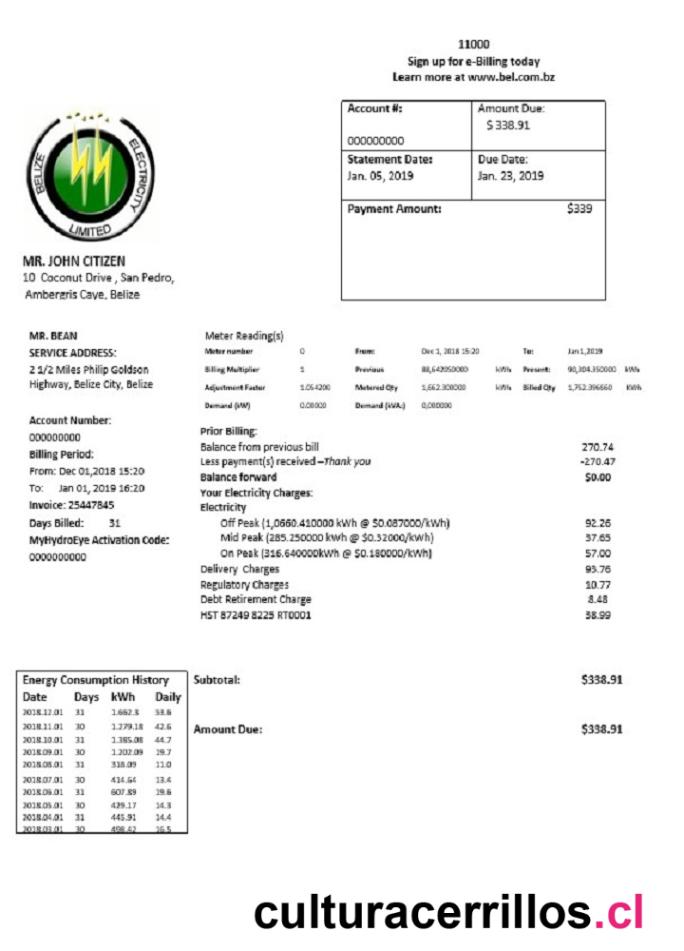 11000
Sign up for e-Billing today
Learn more at www.bel.com.bz
Account #:
000000000
Amount Due:
$ 338.91
Statement Date:
Jan. 05, 2019
Due Date:
Jan. 23, 2019
Payment Amount: $339
BELIZE ELECTRICITY LIMITED
MR. JOHN CITIZEN
10 Coconut Drive , San Pedro,
Ambergris Caye, Belize
MR. BEAN
SERVICE ADDRESS:
2 1/2 Miles Philip Goldson
Highway, Belize City, Belize
Account Number:
000000000
Billing Period:
From: Dec 01,2018 15:20
To: Jan 01, 2019 16:20
Invoice: 25447845
Days Billed: 31
MyHydroEye Activation Code:
0000000000
Meter Reading(s)
Meter number 0 From: Dec 1, 2018 15:20 To: Jan 1,2019
Billing Multiplier 1 Previous 88,642050000 kWh Present: 90,304.350000 kWh
Adjustment Factor 1.054200 Metered Qty 1,662.300000 kWh Billed Qty 1,752.396660 kWh
Demand (kW) 0.00000 Demand (kVA:) 0,000000
Prior Billing:
Balance from previous bill 270.74
Less payment(s) received –Thank you -270.47
Balance forward $0.00
Your Electricity Charges:
Electricity
Off Peak (1,0660.410000 kWh @ $0.087000/kWh) 92.26
Mid Peak (285.250000 kWh @ $0.32000/kWh) 37.65
On Peak (316.640000kWh @ $0.180000/kWh) 57.00
Delivery Charges 93.76
Regulatory Charges 10.77
Debt Retirement Charge 8.48
HST 87249 8225 RT0001 38.99
Energy Consumption History
Date Days kWh Daily
2018.12.01 31 1.662.3 53.6
2018.11.01 30 1.279.18 42.6
2018.10.01 31 1.385.08 44.7
2018.09.01 30 1.202.09 19.7
2018.08.01 31 318.09 11.0
2018.07.01 30 414.64 13.4
2018.06.01 31 607.89 19.6
2018.05.01 30 429.17 14.3
2018.04.01 31 445.91 14.4
2018.03.01 30 498.42 16.5
Subtotal: $338.91
Amount Due: $338.91
culturacerrillos.cl